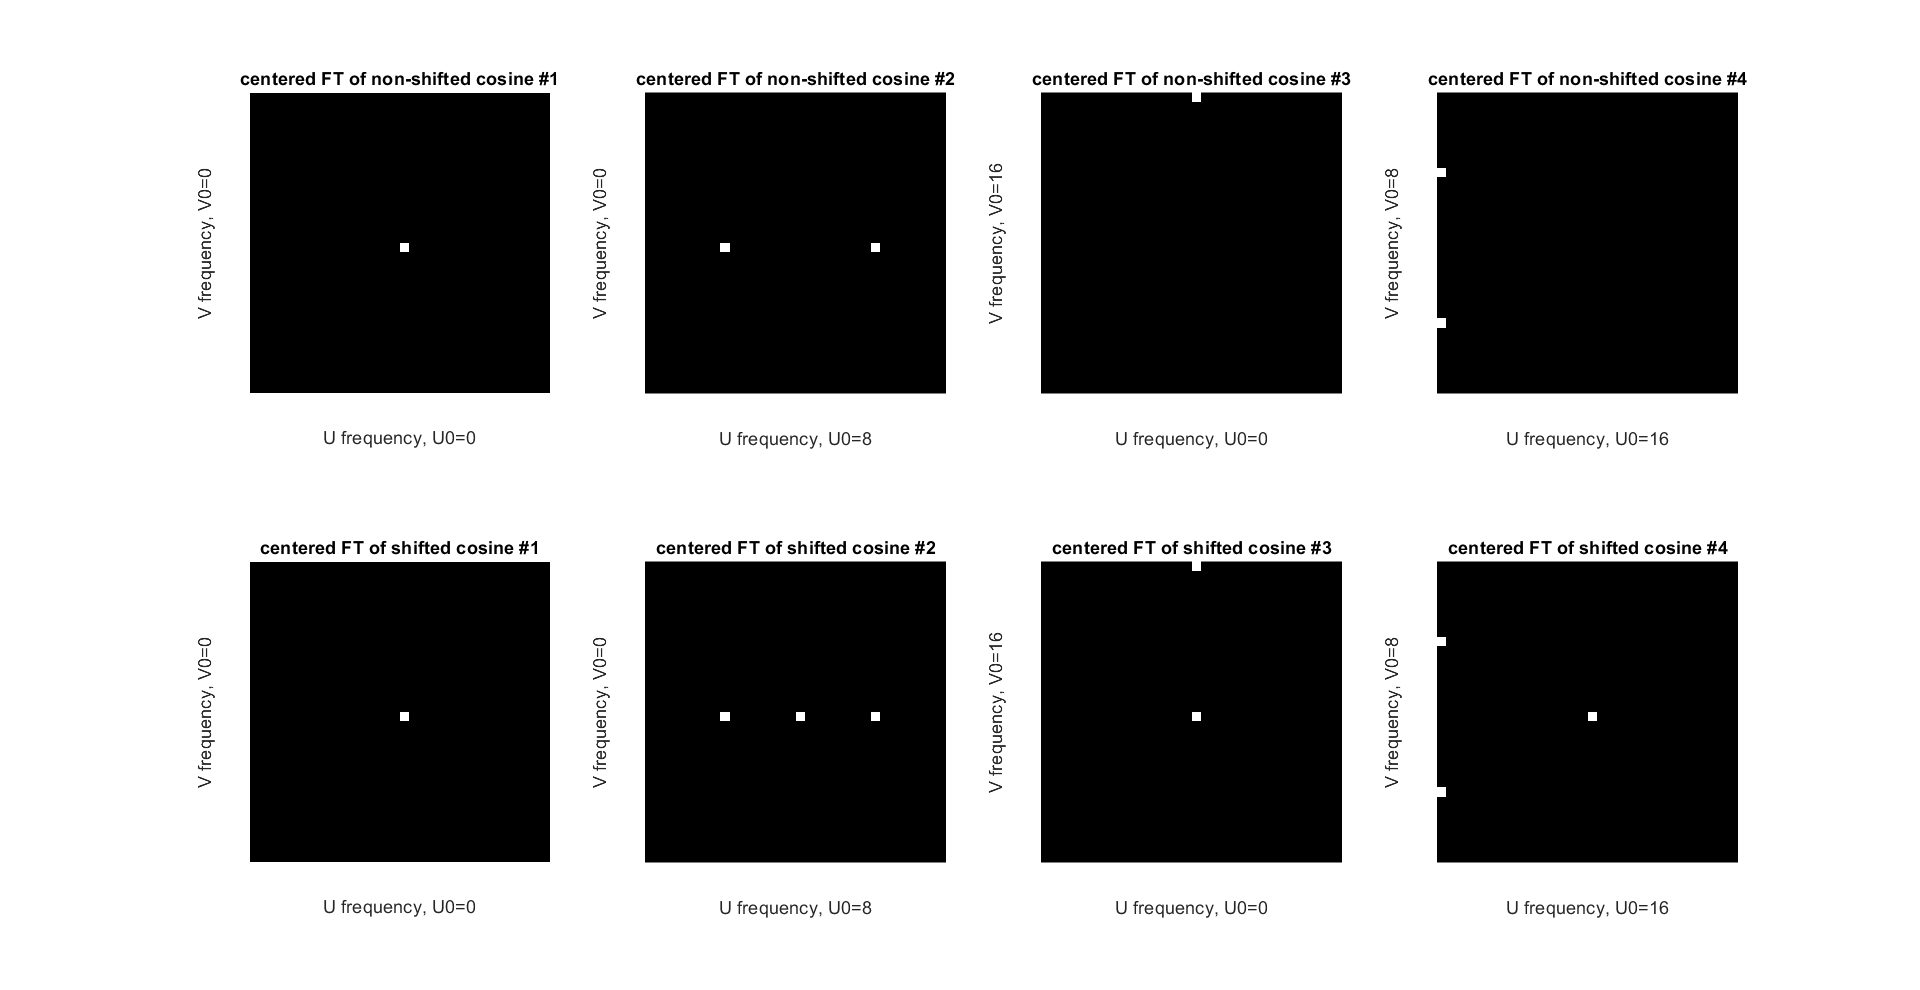 centered FT of non-shifted cosine #1
centered FT of non-shifted cosine #2
centered FT of non-shifted cosine #3
centered FT of non-shifted cosine #4
V frequency, V0=0
V frequency, V0=0
V frequency, V0=16
V frequency, V0=8
U frequency, U0=0
U frequency, U0=8
U frequency, U0=0
U frequency, U0=16
centered FT of shifted cosine #1
centered FT of shifted cosine #2
centered FT of shifted cosine #3
centered FT of shifted cosine #4
V frequency, V0=0
V frequency, V0=0
V frequency, V0=16
V frequency, V0=8
U frequency, U0=0
U frequency, U0=8
U frequency, U0=0
U frequency, U0=16